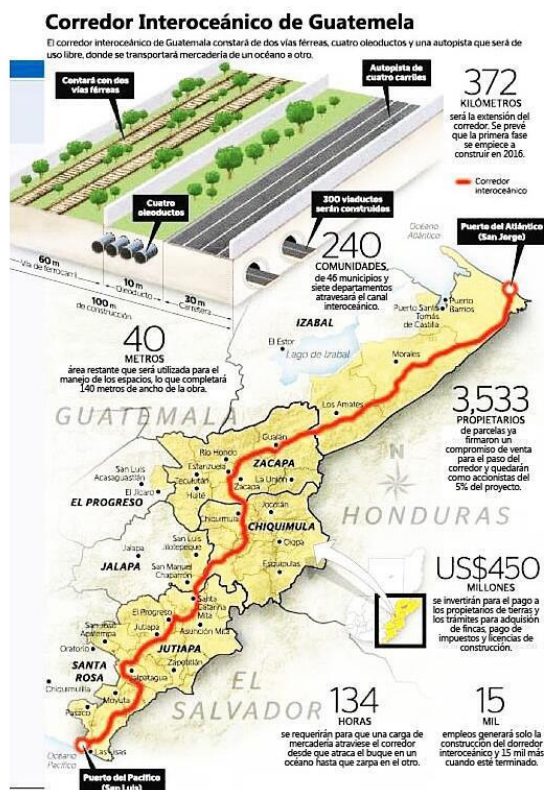 Corredor Interoceánico de Guatemela
El corredor interoceánico de Guatemala constará de dos vías férreas, cuatro oleoductos y una autopista que será de
uso libre, donde se transportará mercadería de un océano a otro.
Contará con dos
vías férreas
Autopista de
cuatro carriles
372
KILÓMETROS
será la extensión del
corredor. Se prevé
que la primera fase
se empiece a
construir en 2016.
Corredor
interoceánico
Cuatro
oleoductos
300 viaductos
serán construidos
60 m
Vía de ferrocarril
10 m
Oleoducto
30 m
Carretera
100 m
de construcción
240
COMUNIDADES,
de 46 municipios y
siete departamentos
atravesará el canal
interoceánico.
Océano
Atlántico
Puerto del Atlántico
(San Jorge)
40
METROS
área restante que será utilizada para el
manejo de los espacios, lo que completará
140 metros de ancho de la obra.
IZABAL
El Estor
Lago de Izabal
Puerto Santo
Tomás
de Castilla
Puerto
Barrios
Morales
Los Amates
GUATEMALA
3,533
PROPIETARIOS
de parcelas ya
firmaron un
compromiso de venta
para el paso del
corredor y quedarán
como accionistas del
5% del proyecto.
Gualán
Río Hondo
Estanzuela
ZACAPA
San Luis
Acasaguastlán
Teculután
Zacapa
La Unión
El Jícaro
Huité
EL PROGRESO
N
HONDURAS
Chiquimula
Jocotán
CHIQUIMULA
San Luis
Jilotepeque
Jalapa
JALAPA
San Manuel
Chaparrón
Esquipulas
US$450
MILLONES
se invertirán para el pago a
los propietarios de tierras y
los trámites para adquisición
de fincas, pago de
impuestos y licencias de
construcción.
Santa
Catarina
Mita
El Progreso
San José
Acatempa
Jutiapa
Asunción Mita
Oratorio
JUTIAPA
SANTA
ROSA
Zapotitlán
Jalpatagua
Chiquimulilla
Moyuta
Pasaco
EL
SALVADOR
134
HORAS
se requerirán para que una carga de
mercadería atraviese el corredor
desde que atraca el buque en un
océano hasta que zarpa en el otro.
15
MIL
empleos generará solo la
construcción del dorredor
interoceánico y 15 mil más
cuando esté terminado.
Las Lisas
Océano
Pacífico
Puerto del Pacífico
(San Luis)